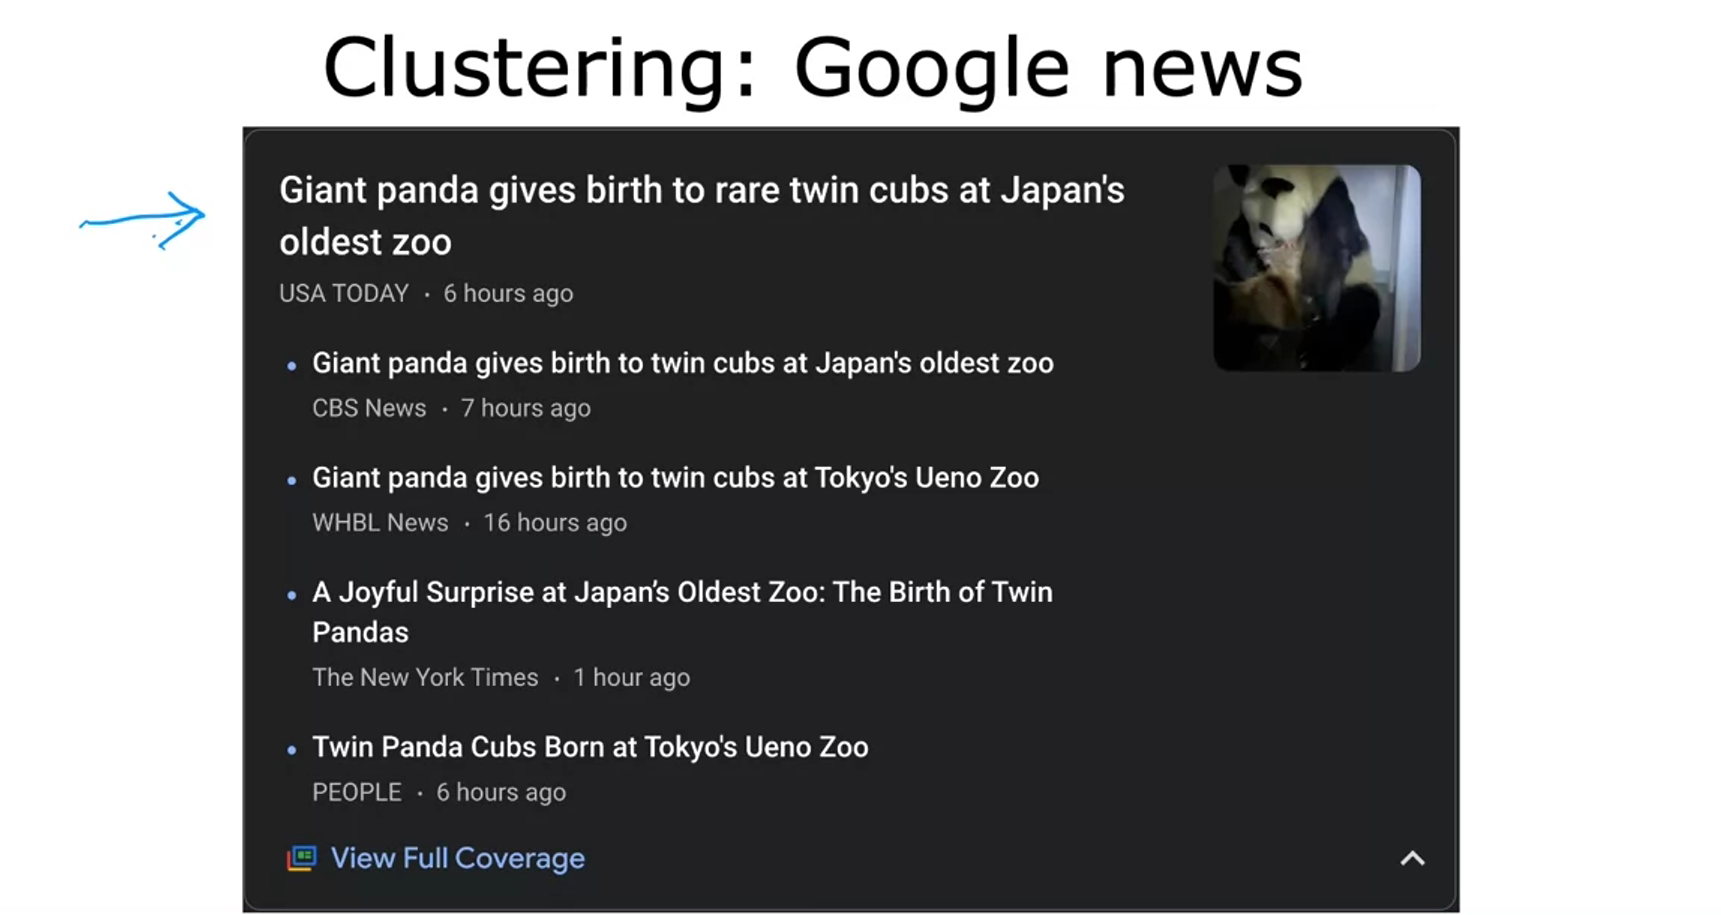 Clustering: Google news
Giant panda gives birth to rare twin cubs at Japan's
oldest zoo
USA TODAY · 6 hours ago
• Giant panda gives birth to twin cubs at Japan's oldest zoo
CBS News · 7 hours ago
• Giant panda gives birth to twin cubs at Tokyo's Ueno Zoo
WHBL News · 16 hours ago
• A Joyful Surprise at Japan’s Oldest Zoo: The Birth of Twin
Pandas
The New York Times · 1 hour ago
• Twin Panda Cubs Born at Tokyo's Ueno Zoo
PEOPLE · 6 hours ago
View Full Coverage